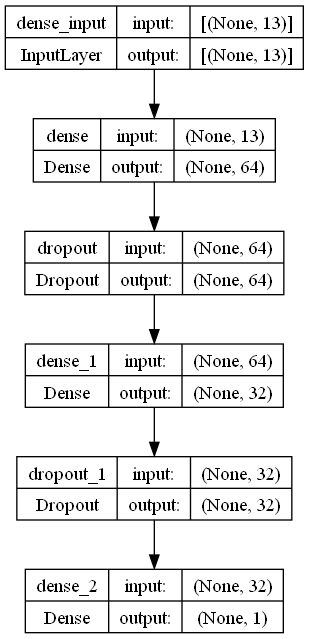 dense_input input: [(None, 13)]
InputLayer output: [(None, 13)]
dense input: (None, 13)
Dense output: (None, 64)
dropout input: (None, 64)
Dropout output: (None, 64)
dense_1 input: (None, 64)
Dense output: (None, 32)
dropout_1 input: (None, 32)
Dropout output: (None, 32)
dense_2 input: (None, 32)
Dense output: (None, 1)